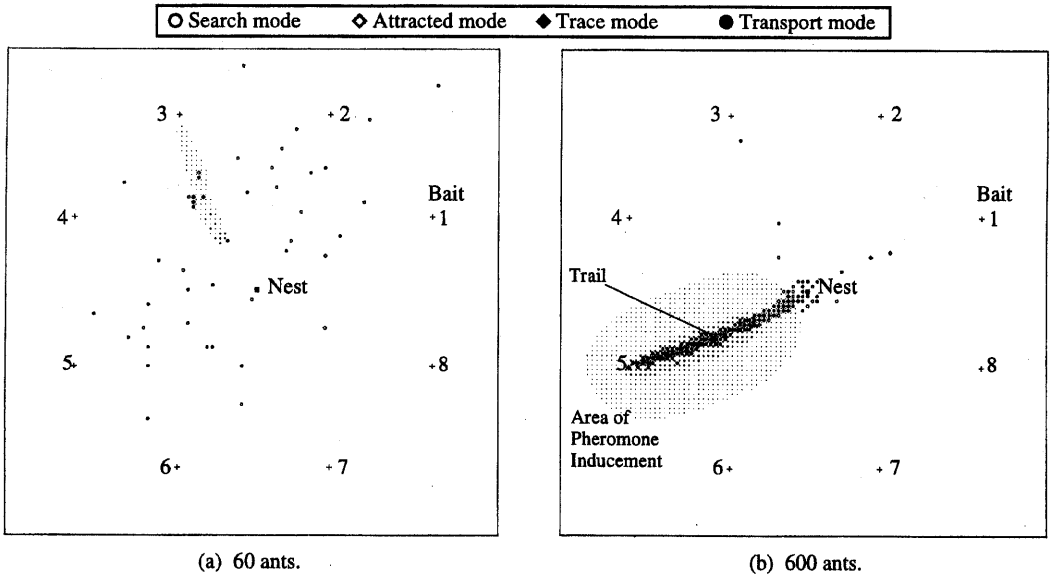 Search mode Attracted mode Trace mode Transport mode
3 2
Bait
4 1
Nest
5 8
6 7
(a) 60 ants.
3 2
Bait
4 1
Trail
Nest
5 8
Area of
Pheromone
Inducement
6 7
(b) 600 ants.